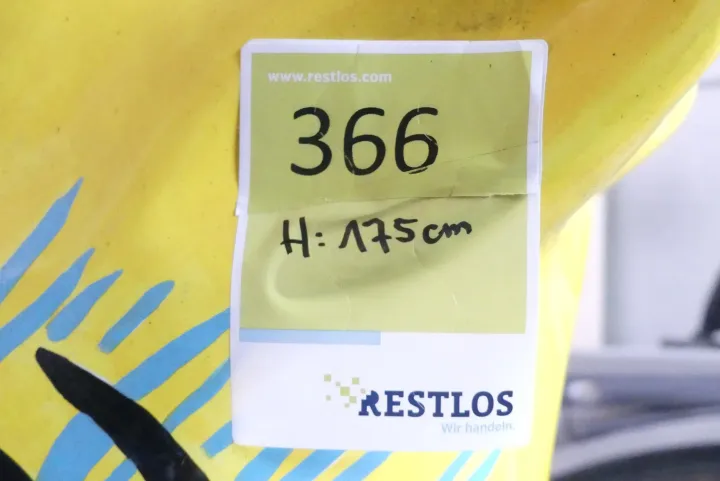 www.restlos.com
366
H: 175cm
RESTLOS
Wir handeln.